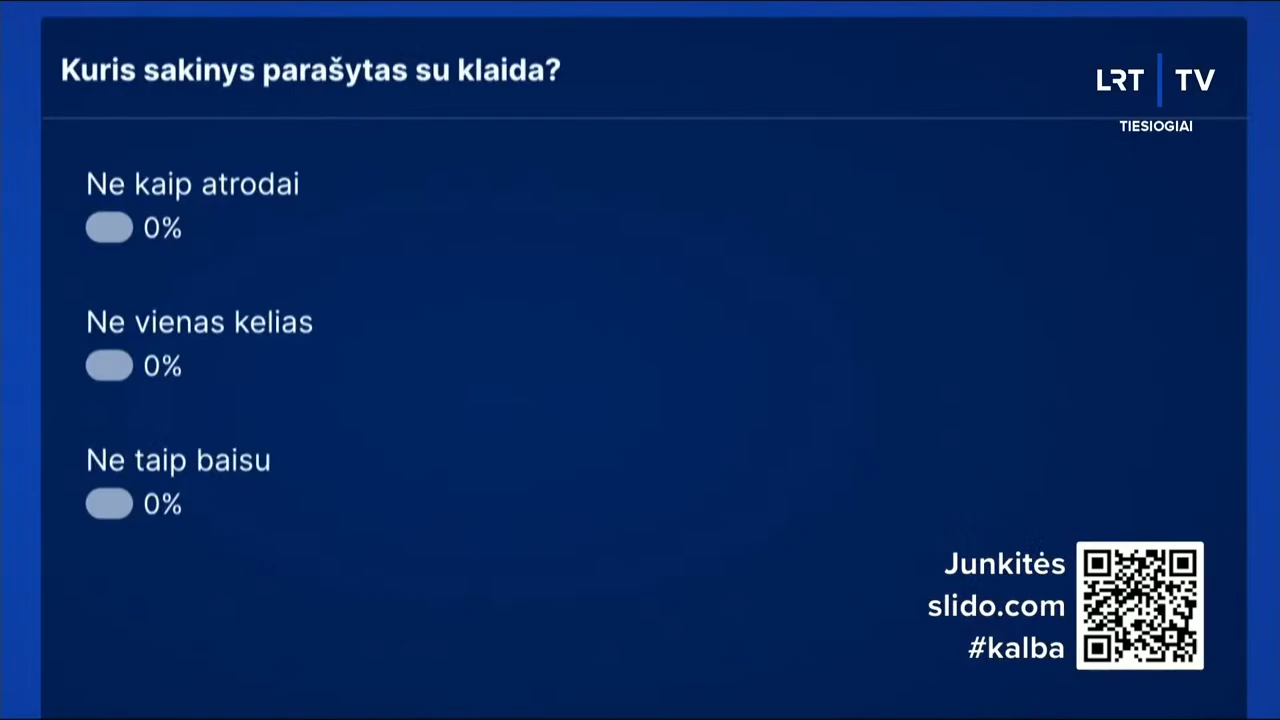 Kuris sakinys parašytas su klaida?
LRT TV
TIESIOGIAI
Ne kaip atrodai
0%
Ne vienas kelias
0%
Ne taip baisu
0%
Junkitės
slido.com
#kalba